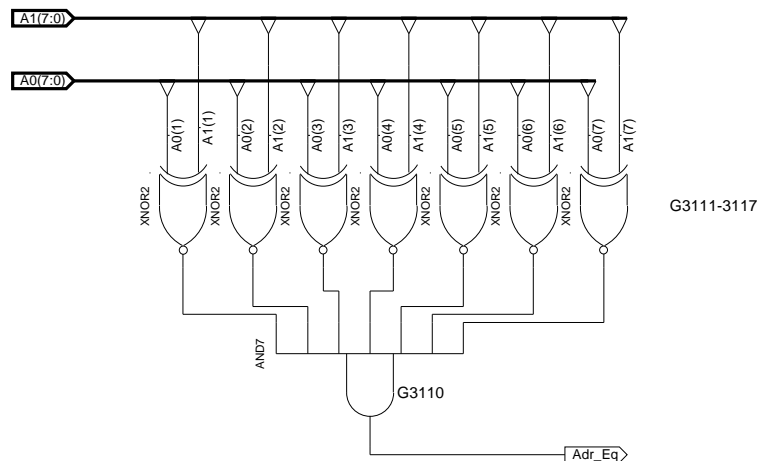 A1(7:0)
A0(7:0)
A0(1)
A1(1)
A0(2)
A1(2)
A0(3)
A1(3)
A0(4)
A1(4)
A0(5)
A1(5)
A0(6)
A1(6)
A0(7)
A1(7)
XNOR2
XNOR2
XNOR2
XNOR2
XNOR2
XNOR2
XNOR2
G3111-3117
AND7
G3110
Adr_Eq